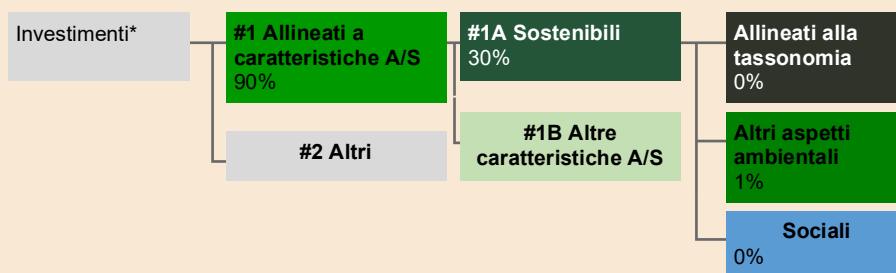 Investimenti*
#1 Allineati a
caratteristiche A/S
90%
#2 Altri
#1A Sostenibili
30%
#1B Altre
caratteristiche A/S
Allineati alla
tassonomia
0%
Altri aspetti
ambientali
1%
Sociali
0%